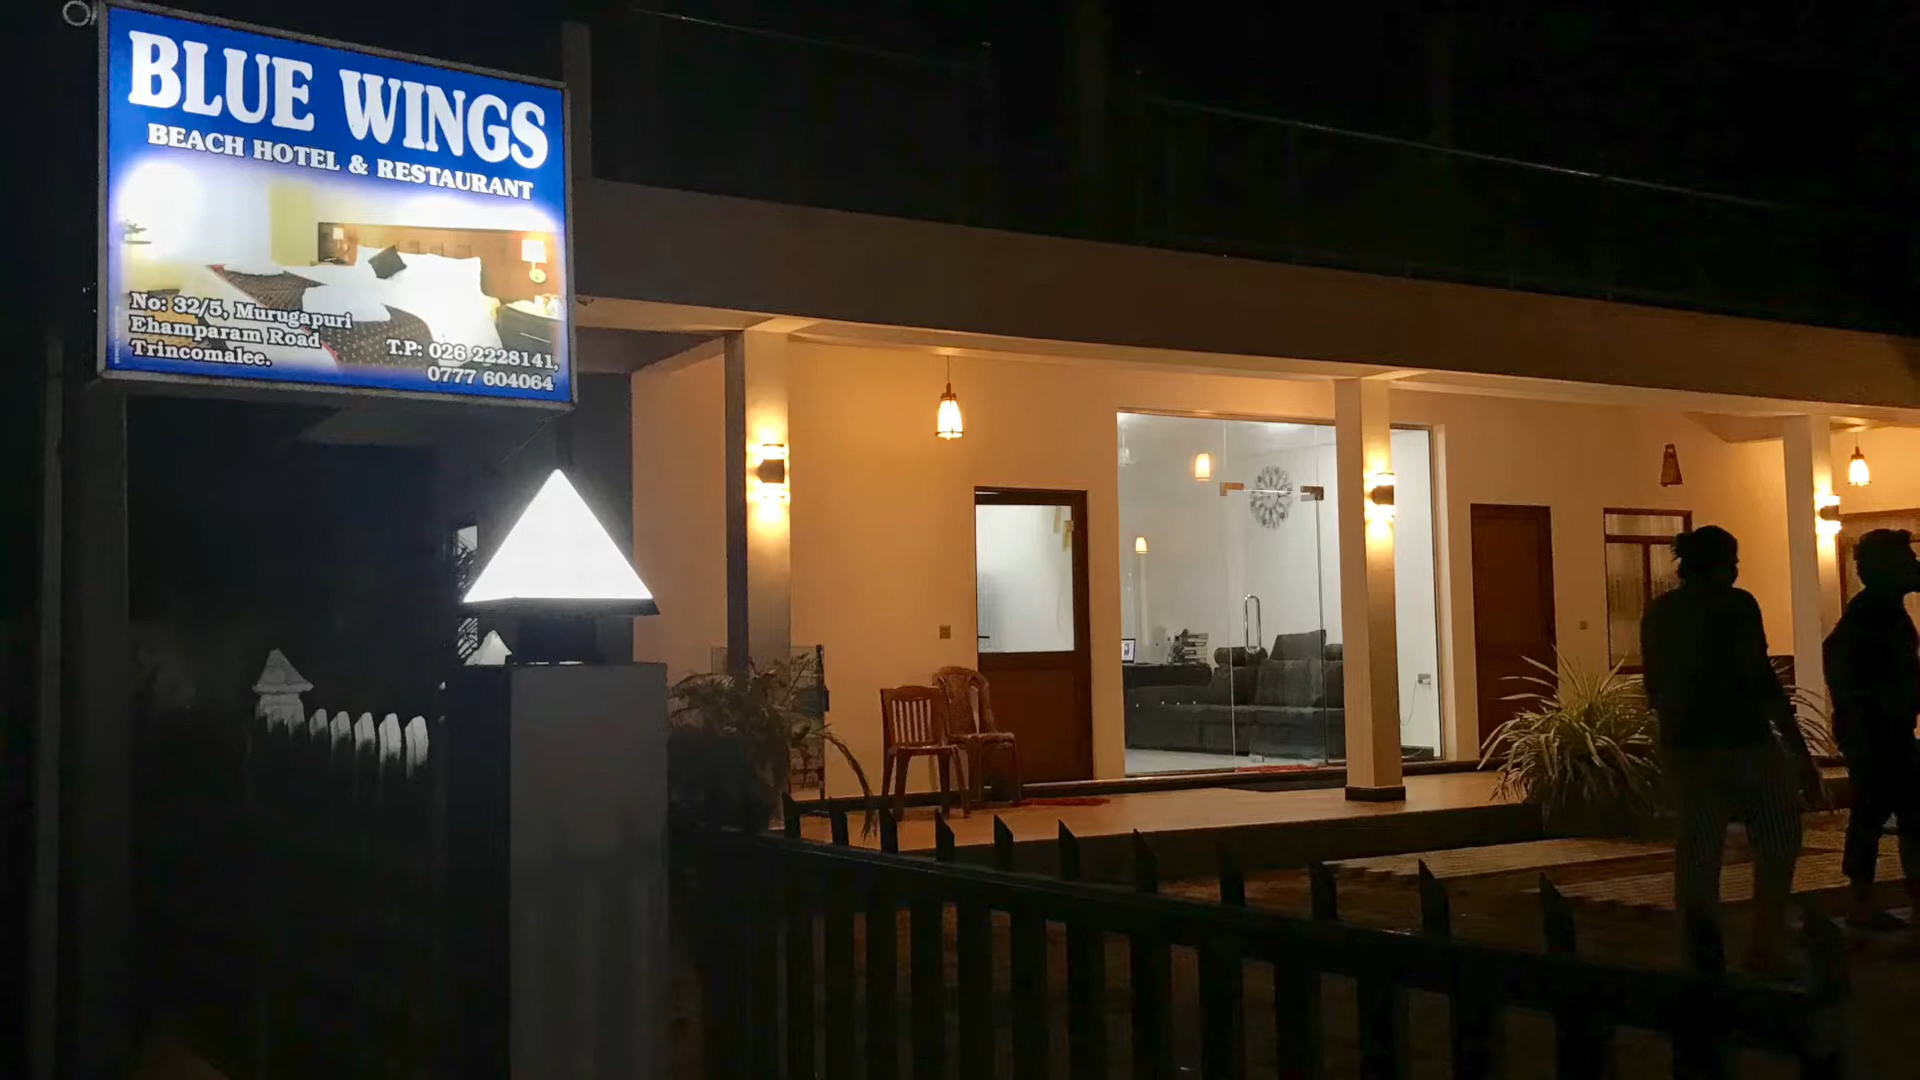 BLUE WINGS
BEACH HOTEL & RESTAURANT
No: 32/5, Murugapuri
Ehamparam Road
Trincomalee.
T.P: 026 2228141,
0777 604064